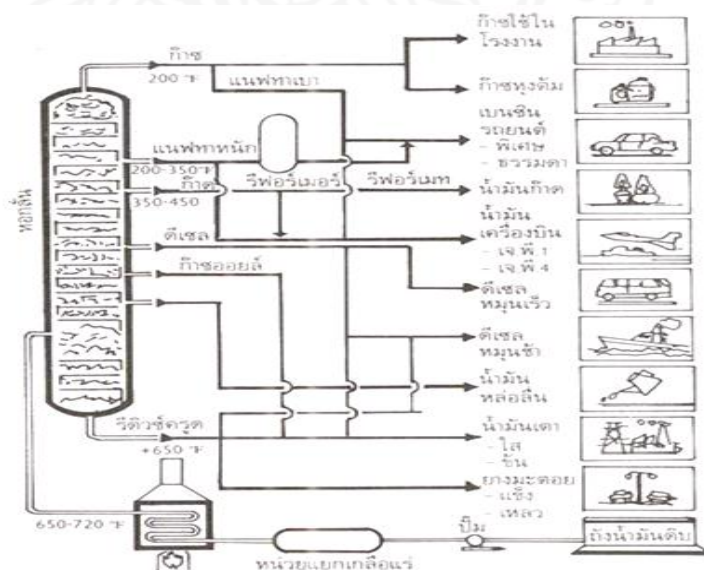 ก๊าซ
200 °F
แนฟทาเบา
ก๊าซใช้ใน
โรงงาน
ก๊าซหุงต้ม
เบนซิน
รถยนต์
- พิเศษ
- ธรรมดา
แนฟทาหนัก
200-350°F
ก๊าด
350-450
รีฟอร์เมอร์
รีฟอร์เมท
น้ำมันก๊าด
หอกลั่น
ดีเซล
น้ำมัน
เครื่องบิน
- เจ.พี.1
- เจ.พี.4
ก๊าซออยล์
ดีเซล
หมุนเร็ว
ดีเซล
หมุนช้า
น้ำมัน
หล่อลื่น
รีดิวซ์ครูด
+650 °F
น้ำมันเตา
- ใส
- ข้น
ยางมะตอย
- แข็ง
- เหลว
650-720 °F
หน่วยแยกเกลือแร่
ปั๊ม
ถังน้ำมันดิบ